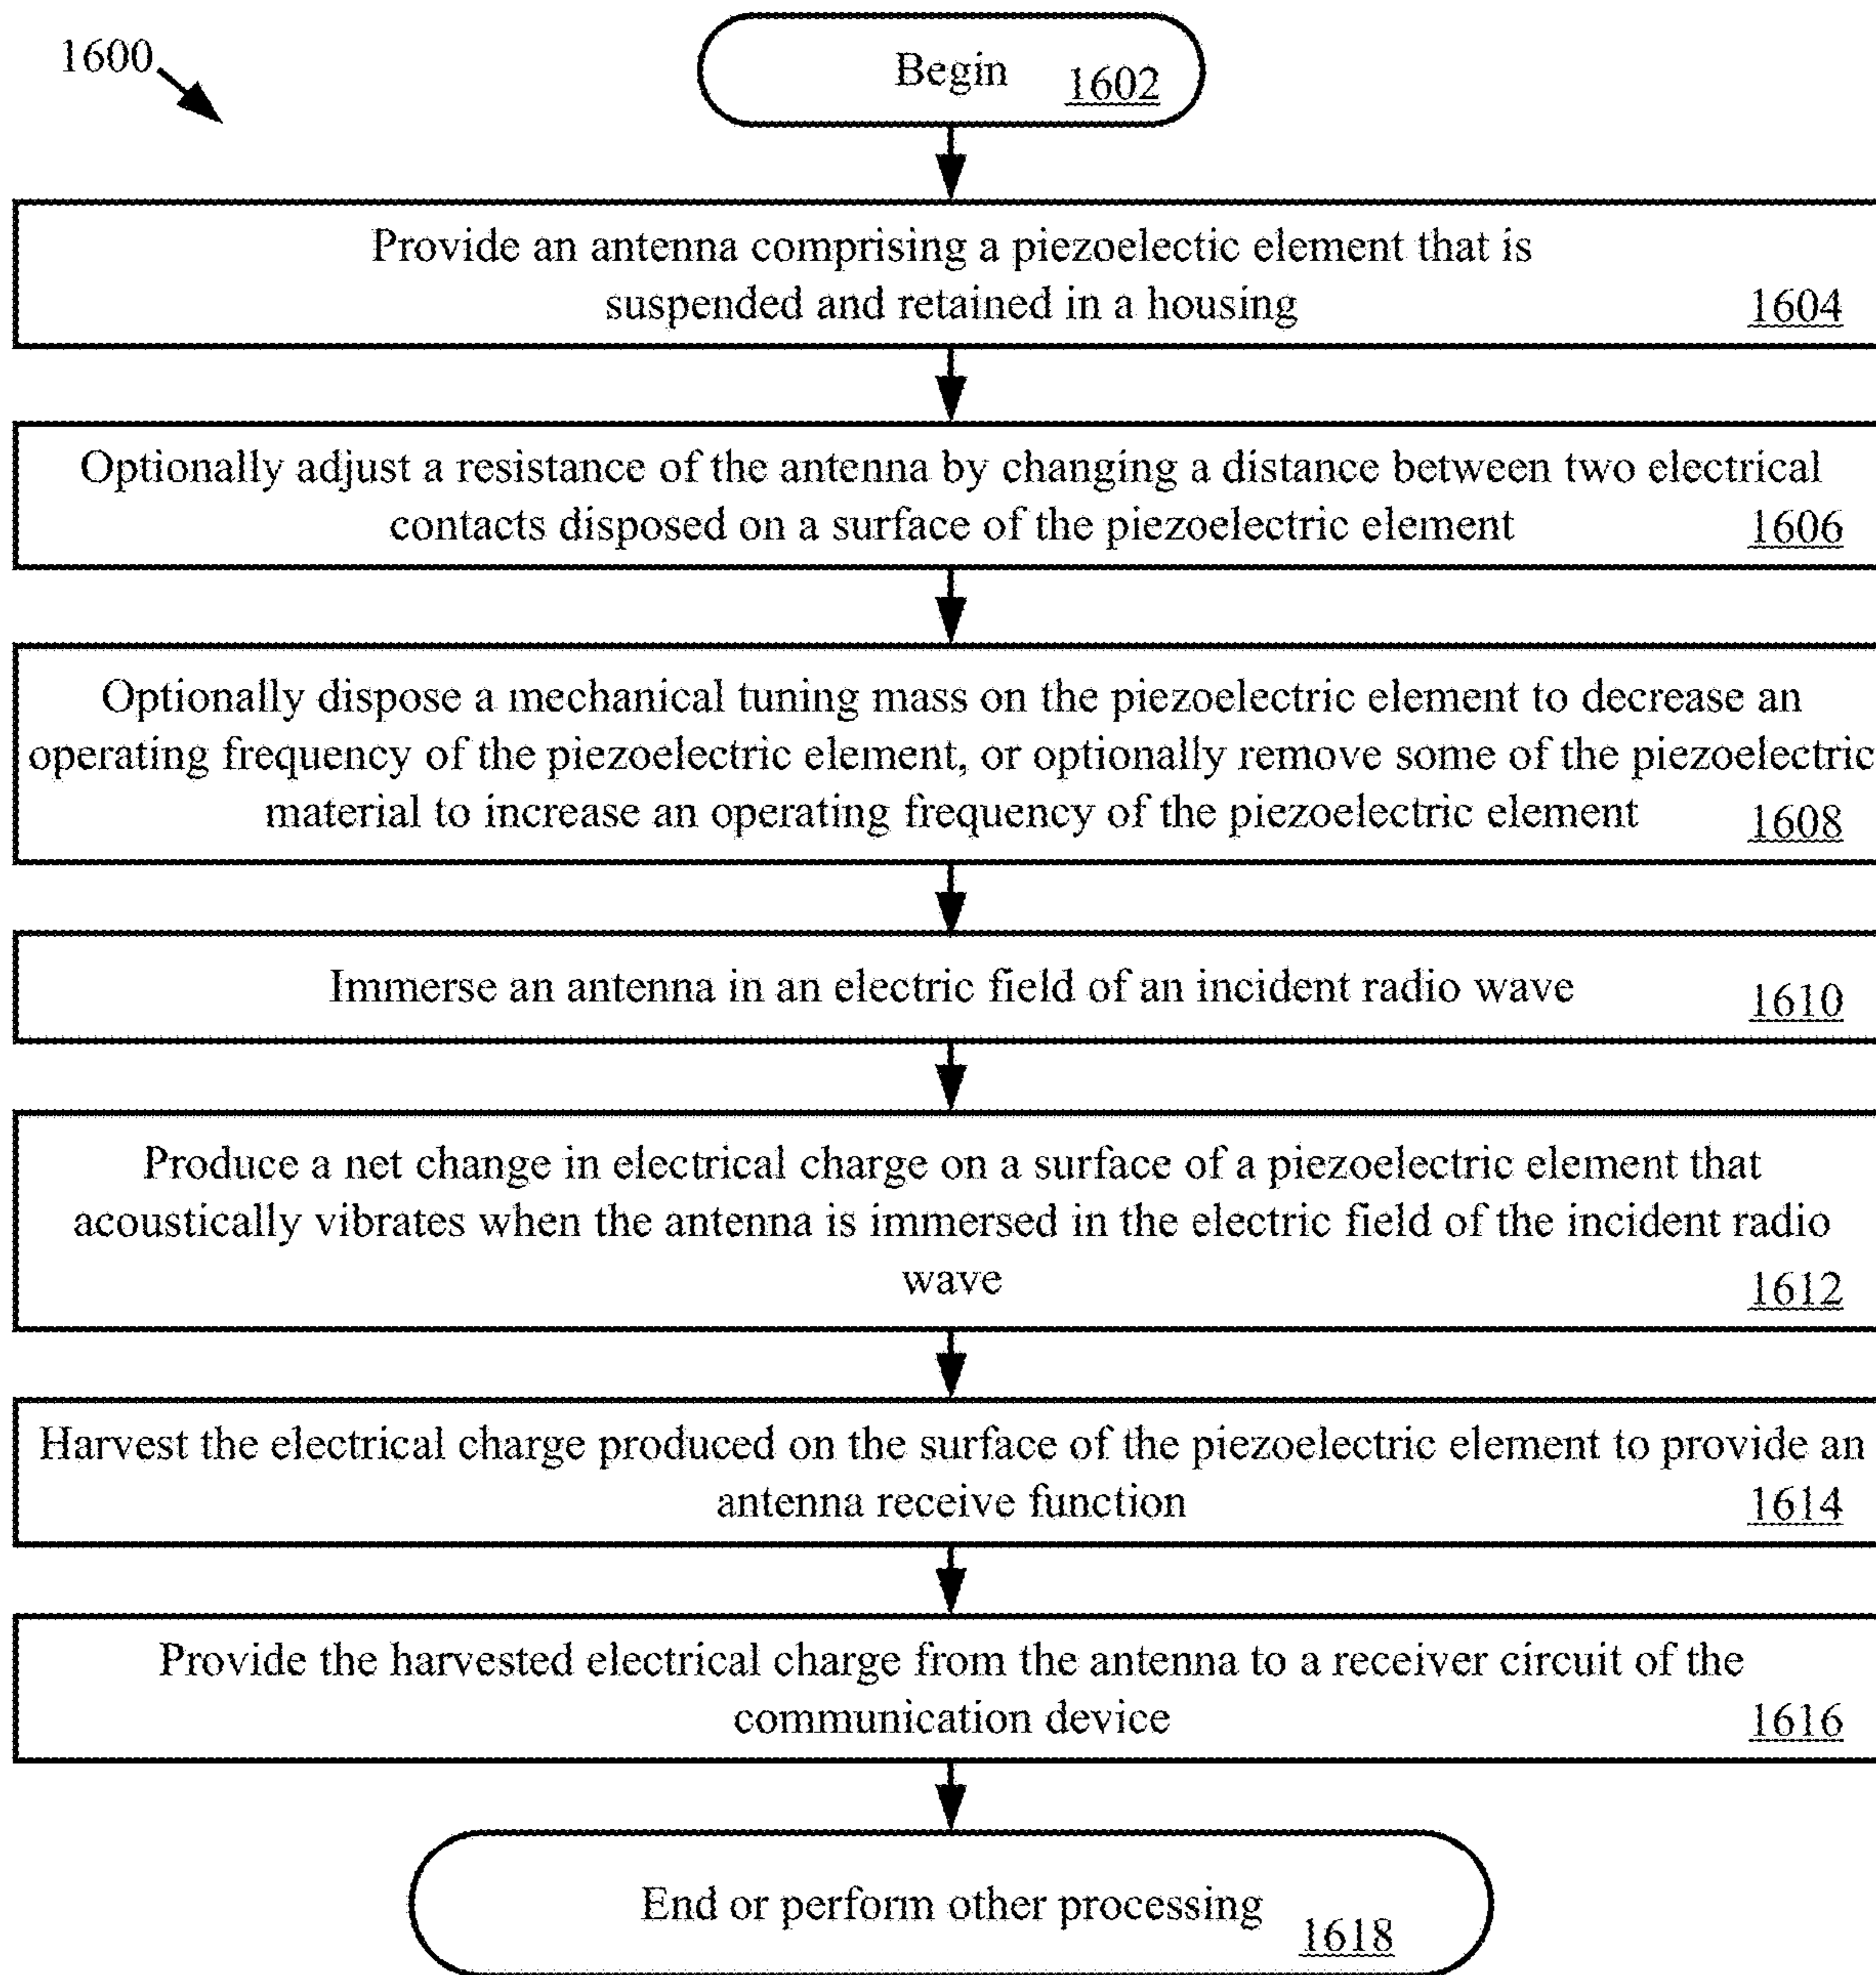 1600
Begin 1602
Provide an antenna comprising a piezoelectic element that is
suspended and retained in a housing 1604
Optionally adjust a resistance of the antenna by changing a distance between two electrical
contacts disposed on a surface of the piezoelectric element 1606
Optionally dispose a mechanical tuning mass on the piezoelectric element to decrease an
operating frequency of the piezoelectric element, or optionally remove some of the piezoelectric
material to increase an operating frequency of the piezoelectric element 1608
Immerse an antenna in an electric field of an incident radio wave 1610
Produce a net change in electrical charge on a surface of a piezoelectric element that
acoustically vibrates when the antenna is immersed in the electric field of the incident radio
wave 1612
Harvest the electrical charge produced on the surface of the piezoelectric element to provide an
antenna receive function 1614
Provide the harvested electrical charge from the antenna to a receiver circuit of the
communication device 1616
End or perform other processing 1618